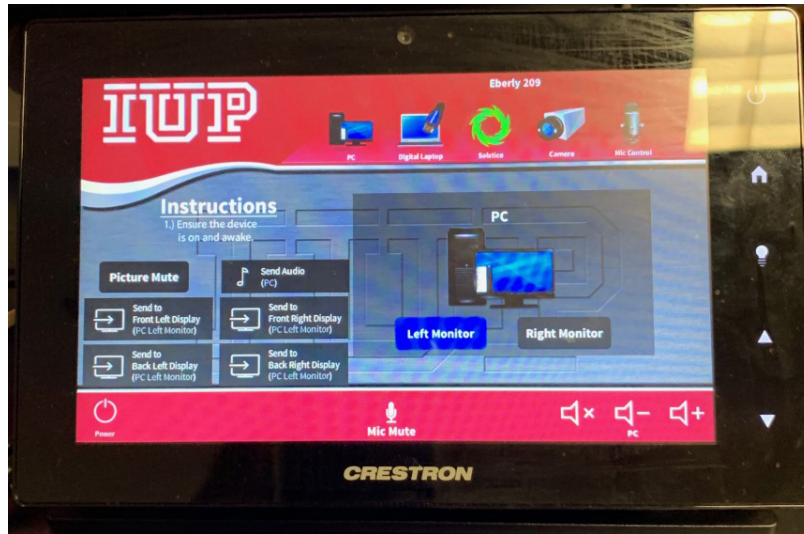 IUP
Eberly 209
PC
Digital Laptop
Solstice
Camera
Mic Control
Instructions
1.) Ensure the device
is on and awake.
Picture Mute
Send Audio
(PC)
Send to
Front Left Display
(PC Left Monitor)
Send to
Front Right Display
(PC Left Monitor)
Send to
Back Left Display
(PC Left Monitor)
Send to
Back Right Display
(PC Left Monitor)
PC
Left Monitor
Right Monitor
Power
Mic Mute
PC
CRESTRON